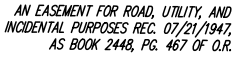 AN EASEMENT FOR ROAD, UTILITY, AND
INCIDENTAL PURPOSES REC. 07/21/1947,
AS BOOK 2448, PG. 467 OF O.R.